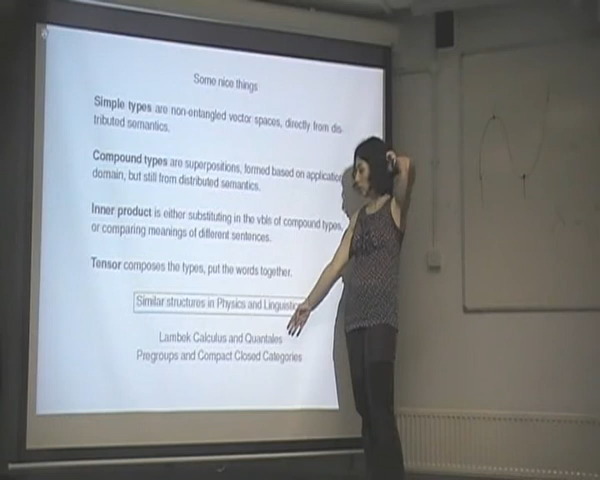 Some nice things
Simple types are non-entangled vector spaces, directly from dis-
tributed semantics.
Compound types are superpositions, formed based on application
domain, but still from distributed semantics.
Inner product is either substituting in the vbls of compound types,
or comparing meanings of different sentences.
Tensor composes the types, put the words together.
Similar structures in Physics and Linguistics
Lambek Calculus and Quantales
Pregroups and Compact Closed Categories